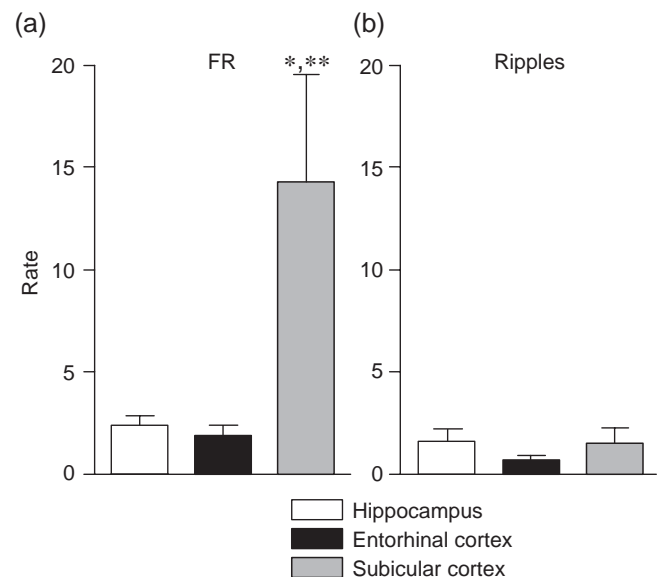 (a)
FR
*,**
20
15
10
5
0
Rate
(b)
Ripples
20
15
10
5
0
Hippocampus
Entorhinal cortex
Subicular cortex